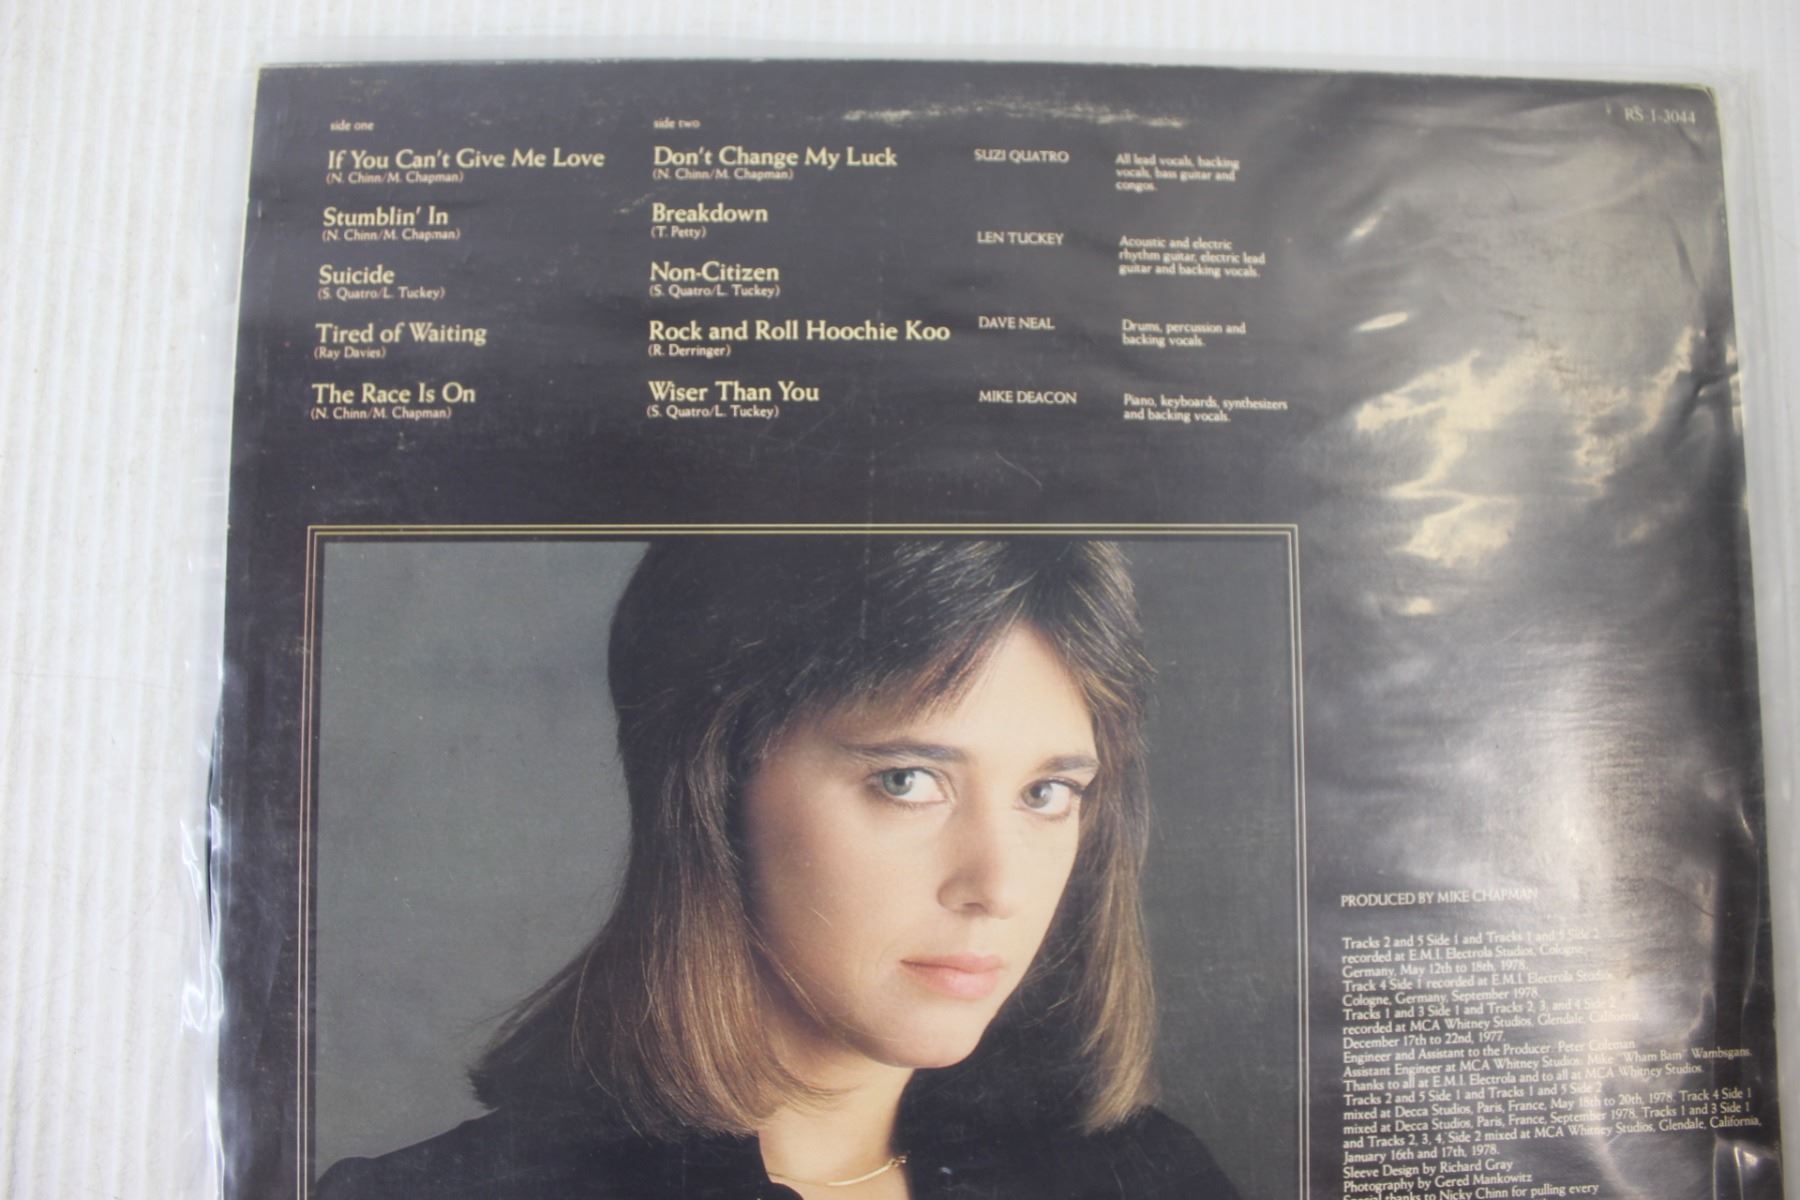 side one
If You Can't Give Me Love
(N. Chinn/M. Chapman)
Stumblin' In
(N. Chinn/M. Chapman)
Suicide
(S. Quatro/L. Tuckey)
Tired of Waiting
(Ray Davies)
The Race Is On
(N. Chinn/M. Chapman)
side two
Don't Change My Luck
(N. Chinn/M. Chapman)
Breakdown
(T. Petty)
Non-Citizen
(S. Quatro/L. Tuckey)
Rock and Roll Hoochie Koo
(R. Derringer)
Wiser Than You
(S. Quatro/L. Tuckey)
SUZI QUATRO
All lead vocals, backing
vocals, bass guitar and
congos.
LEN TUCKEY
Acoustic and electric
rhythm guitar, electric lead
guitar and backing vocals.
DAVE NEAL
Drums, percussion and
backing vocals.
MIKE DEACON
Piano, keyboards, synthesizers
and backing vocals.
RS 1-3044
PRODUCED BY MIKE CHAPMAN
Tracks 2 and 5 Side 1 and Tracks 1 and 5 Side 2
recorded at E.M.I. Electrola Studios, Cologne,
Germany, May 12th to 18th, 1978.
Track 4 Side 1 recorded at E.M.I. Electrola Studios
Cologne, Germany, September 1978.
Tracks 1 and 3 Side 1 and Tracks 2, 3, and 4 Side 2
recorded at MCA Whitney Studios, Glendale, California,
December 17th to 22nd, 1977.
Engineer and Assistant to the Producer: Peter Coleman
Assistant Engineer at MCA Whitney Studios: Mike "Wham Bam" Wambsgans.
Thanks to all at E.M.I. Electrola and to all at MCA Whitney Studios.
Tracks 2 and 5 Side 1 and Tracks 1 and 5 Side 2
mixed at Decca Studios, Paris, France, May 18th to 20th, 1978. Track 4 Side 1
mixed at Decca Studios, Paris, France, September 1978. Tracks 1 and 3 Side 1
and Tracks 2, 3, 4, Side 2 mixed at MCA Whitney Studios, Glendale, California,
January 16th and 17th, 1978.
Sleeve Design by Richard Gray
Photography by Gered Mankowitz
Special thanks to Nicky Chinn for pulling every